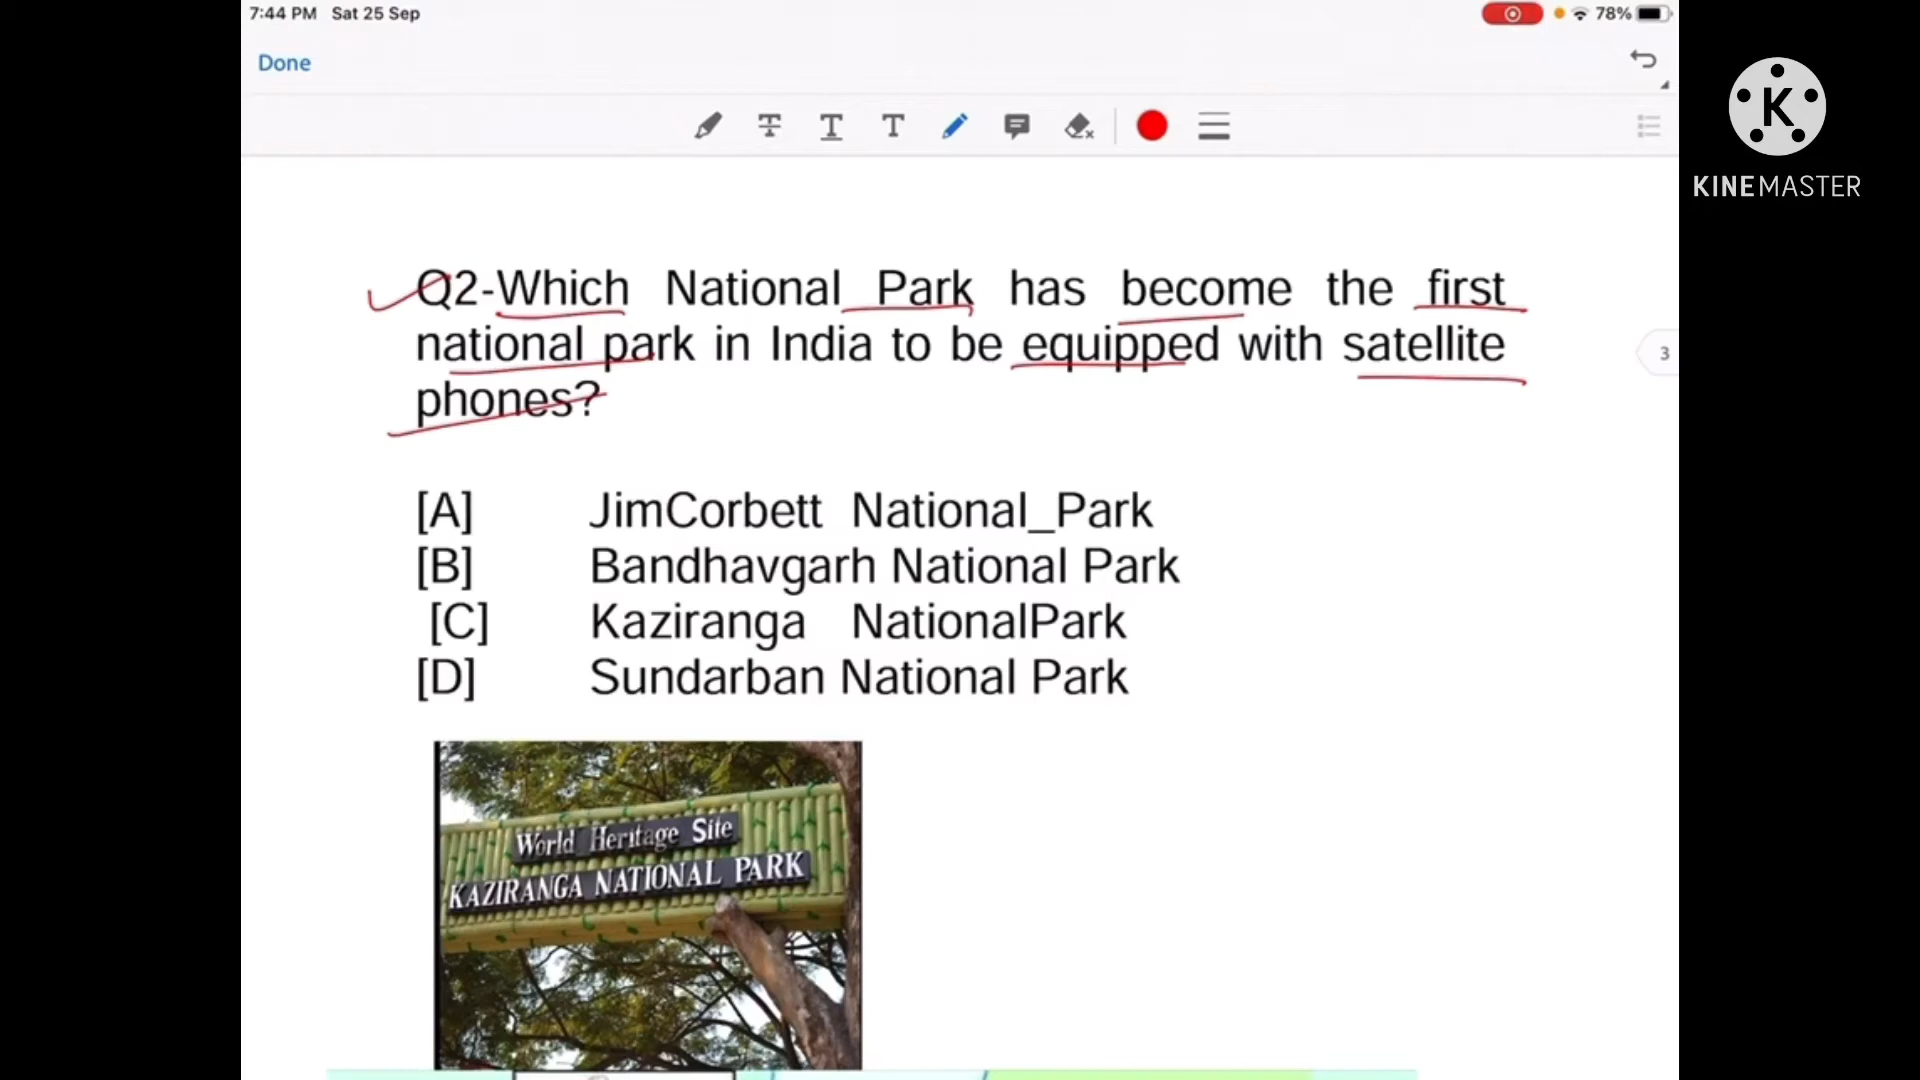 7:44 PM Sat 25 Sep
78%
Done
K
KINEMASTER
Q2-Which National Park has become the first
national park in India to be equipped with satellite
phones?
3
[A] JimCorbett National_Park
[B] Bandhavgarh National Park
[C] Kaziranga NationalPark
[D] Sundarban National Park
World Heritage Site
KAZIRANGA NATIONAL PARK